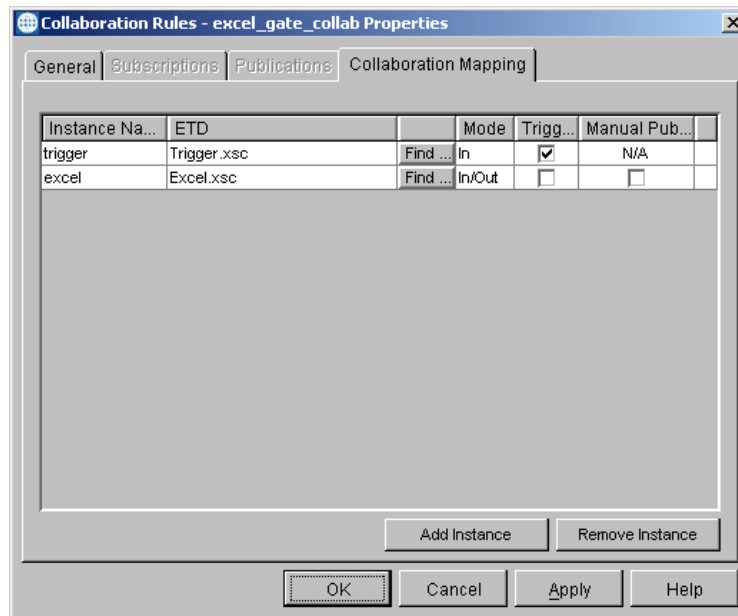 Collaboration Rules - excel_gate_collab Properties
General Subscriptions Publications Collaboration Mapping
Instance Na... ETD Mode Trigg... Manual Pub...
trigger Trigger.xsc Find ... In N/A
excel Excel.xsc Find ... In/Out
Add Instance Remove Instance
OK Cancel Apply Help